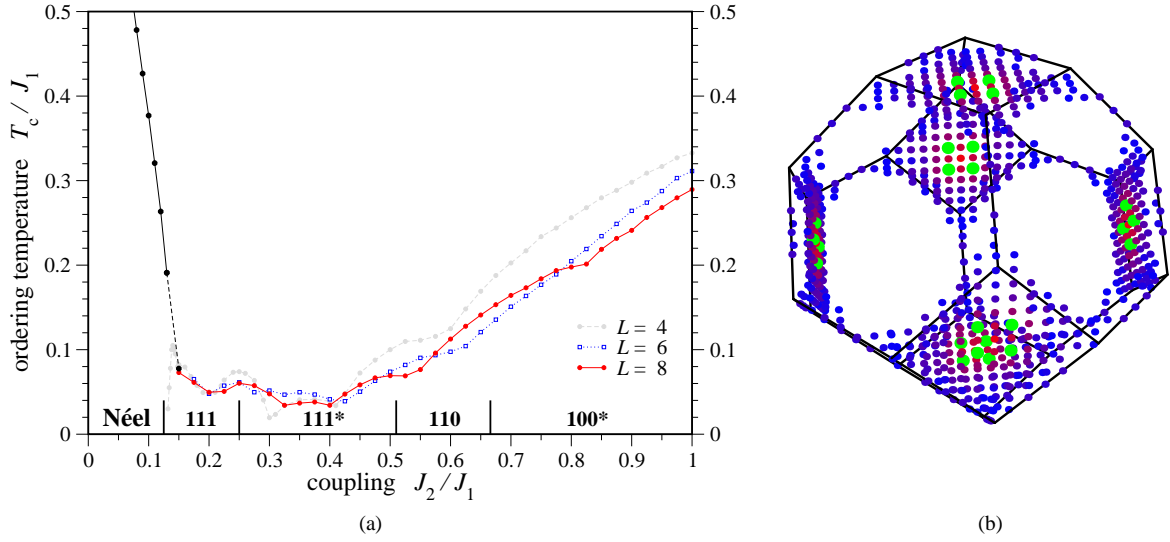 0.5 0.5
0.4 0.4
0.3 0.3
0.2 0.2
0.1 0.1
0 0
ordering temperature T_c / J_1
L = 4
L = 6
L = 8
Néel 111 111* 110 100*
0 0.1 0.2 0.3 0.4 0.5 0.6 0.7 0.8 0.9 1
coupling J_2 / J_1
(a) (b)